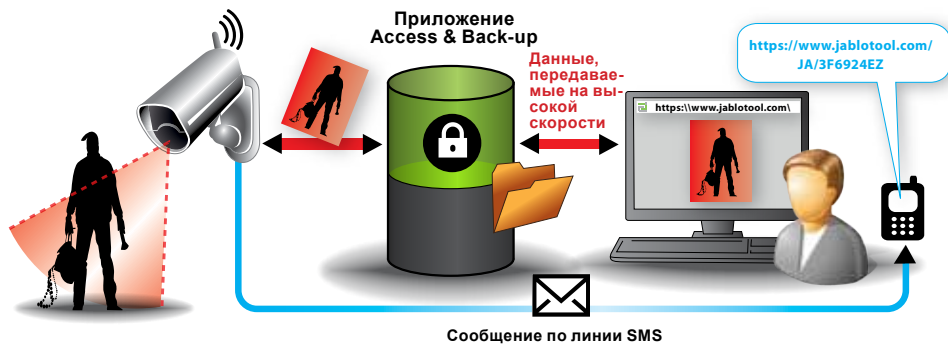 Приложение
Access & Back-up
Данные,
передавае-
мые на вы-
сокой
скорости
https://www.jablotool.com/
JA/3F6924EZ
https:\\www.jablotool.com\
Сообщение по линии SMS